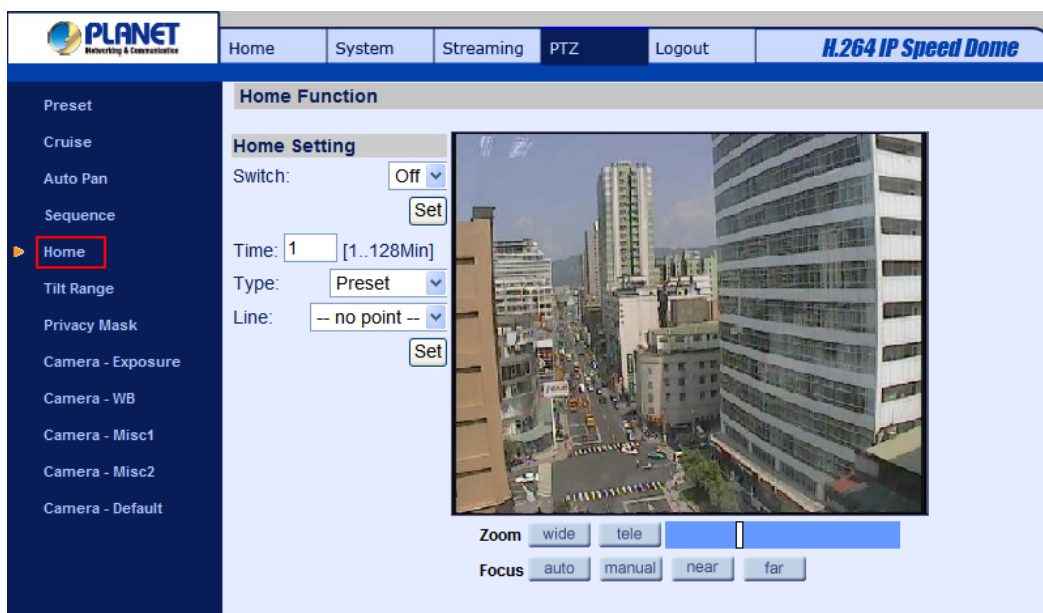 PLANET
Networking & Communication
Home System Streaming PTZ Logout H.264 IP Speed Dome
Preset
Cruise
Auto Pan
Sequence
Home
Tilt Range
Privacy Mask
Camera - Exposure
Camera - WB
Camera - Misc1
Camera - Misc2
Camera - Default
Home Function
Home Setting
Switch: Off
Set
Time: 1 [1..128Min]
Type: Preset
Line: -- no point --
Set
Zoom wide tele
Focus auto manual near far